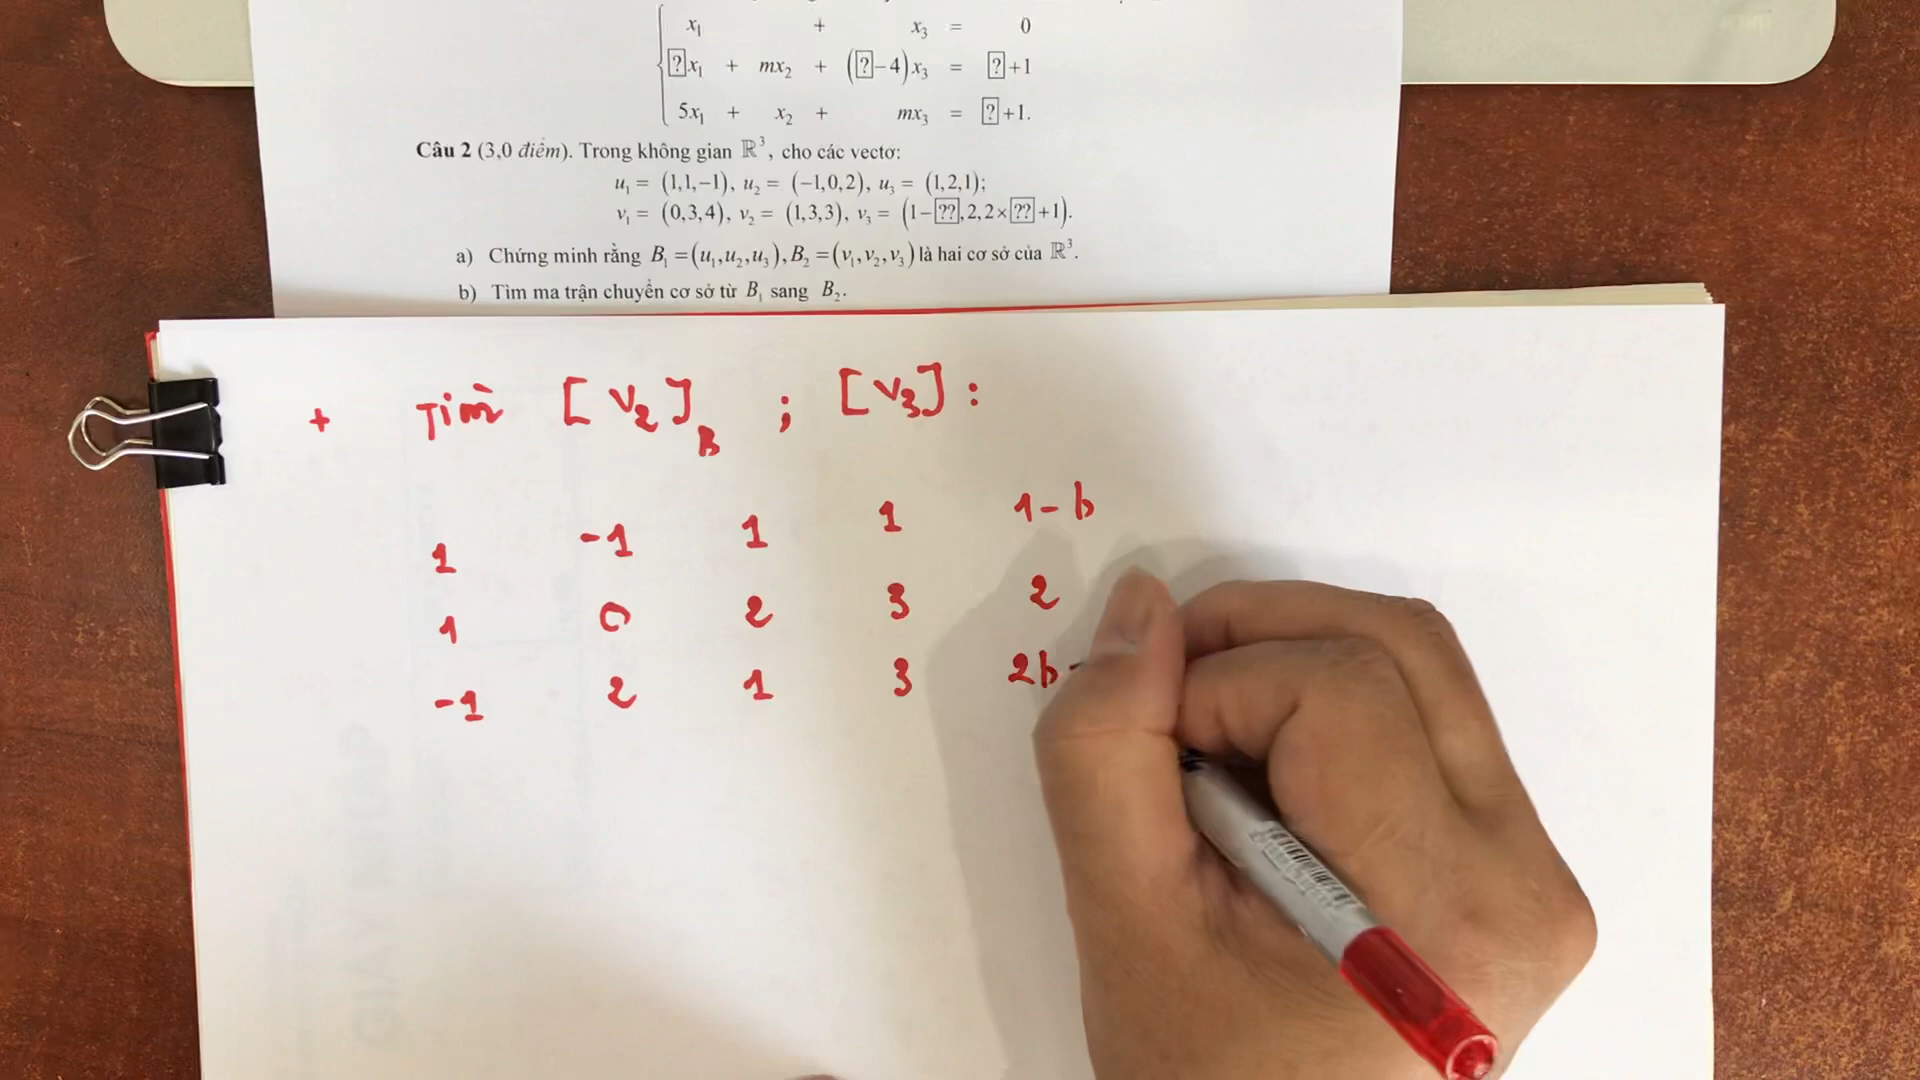 x₁ + x₃ = 0
[?]x₁ + mx₂ + ([?]−4)x₃ = [?]+1
5x₁ + x₂ + mx₃ = [?]+1.
Câu 2 (3,0 điểm). Trong không gian ℝ³, cho các vectơ:
u₁ = (1,1,−1), u₂ = (−1,0,2), u₃ = (1,2,1);
v₁ = (0,3,4), v₂ = (1,3,3), v₃ = (1−[??],2,2×[??]+1).
a) Chứng minh rằng B₁ =(u₁,u₂,u₃),B₂ =(v₁,v₂,v₃) là hai cơ sở của ℝ³.
b) Tìm ma trận chuyển cơ sở từ B₁ sang B₂.
+ Tìm [v₂]_B ; [v₃] :
1 -1 1 1 1-b
1 0 2 3 2
-1 2 1 3 2b